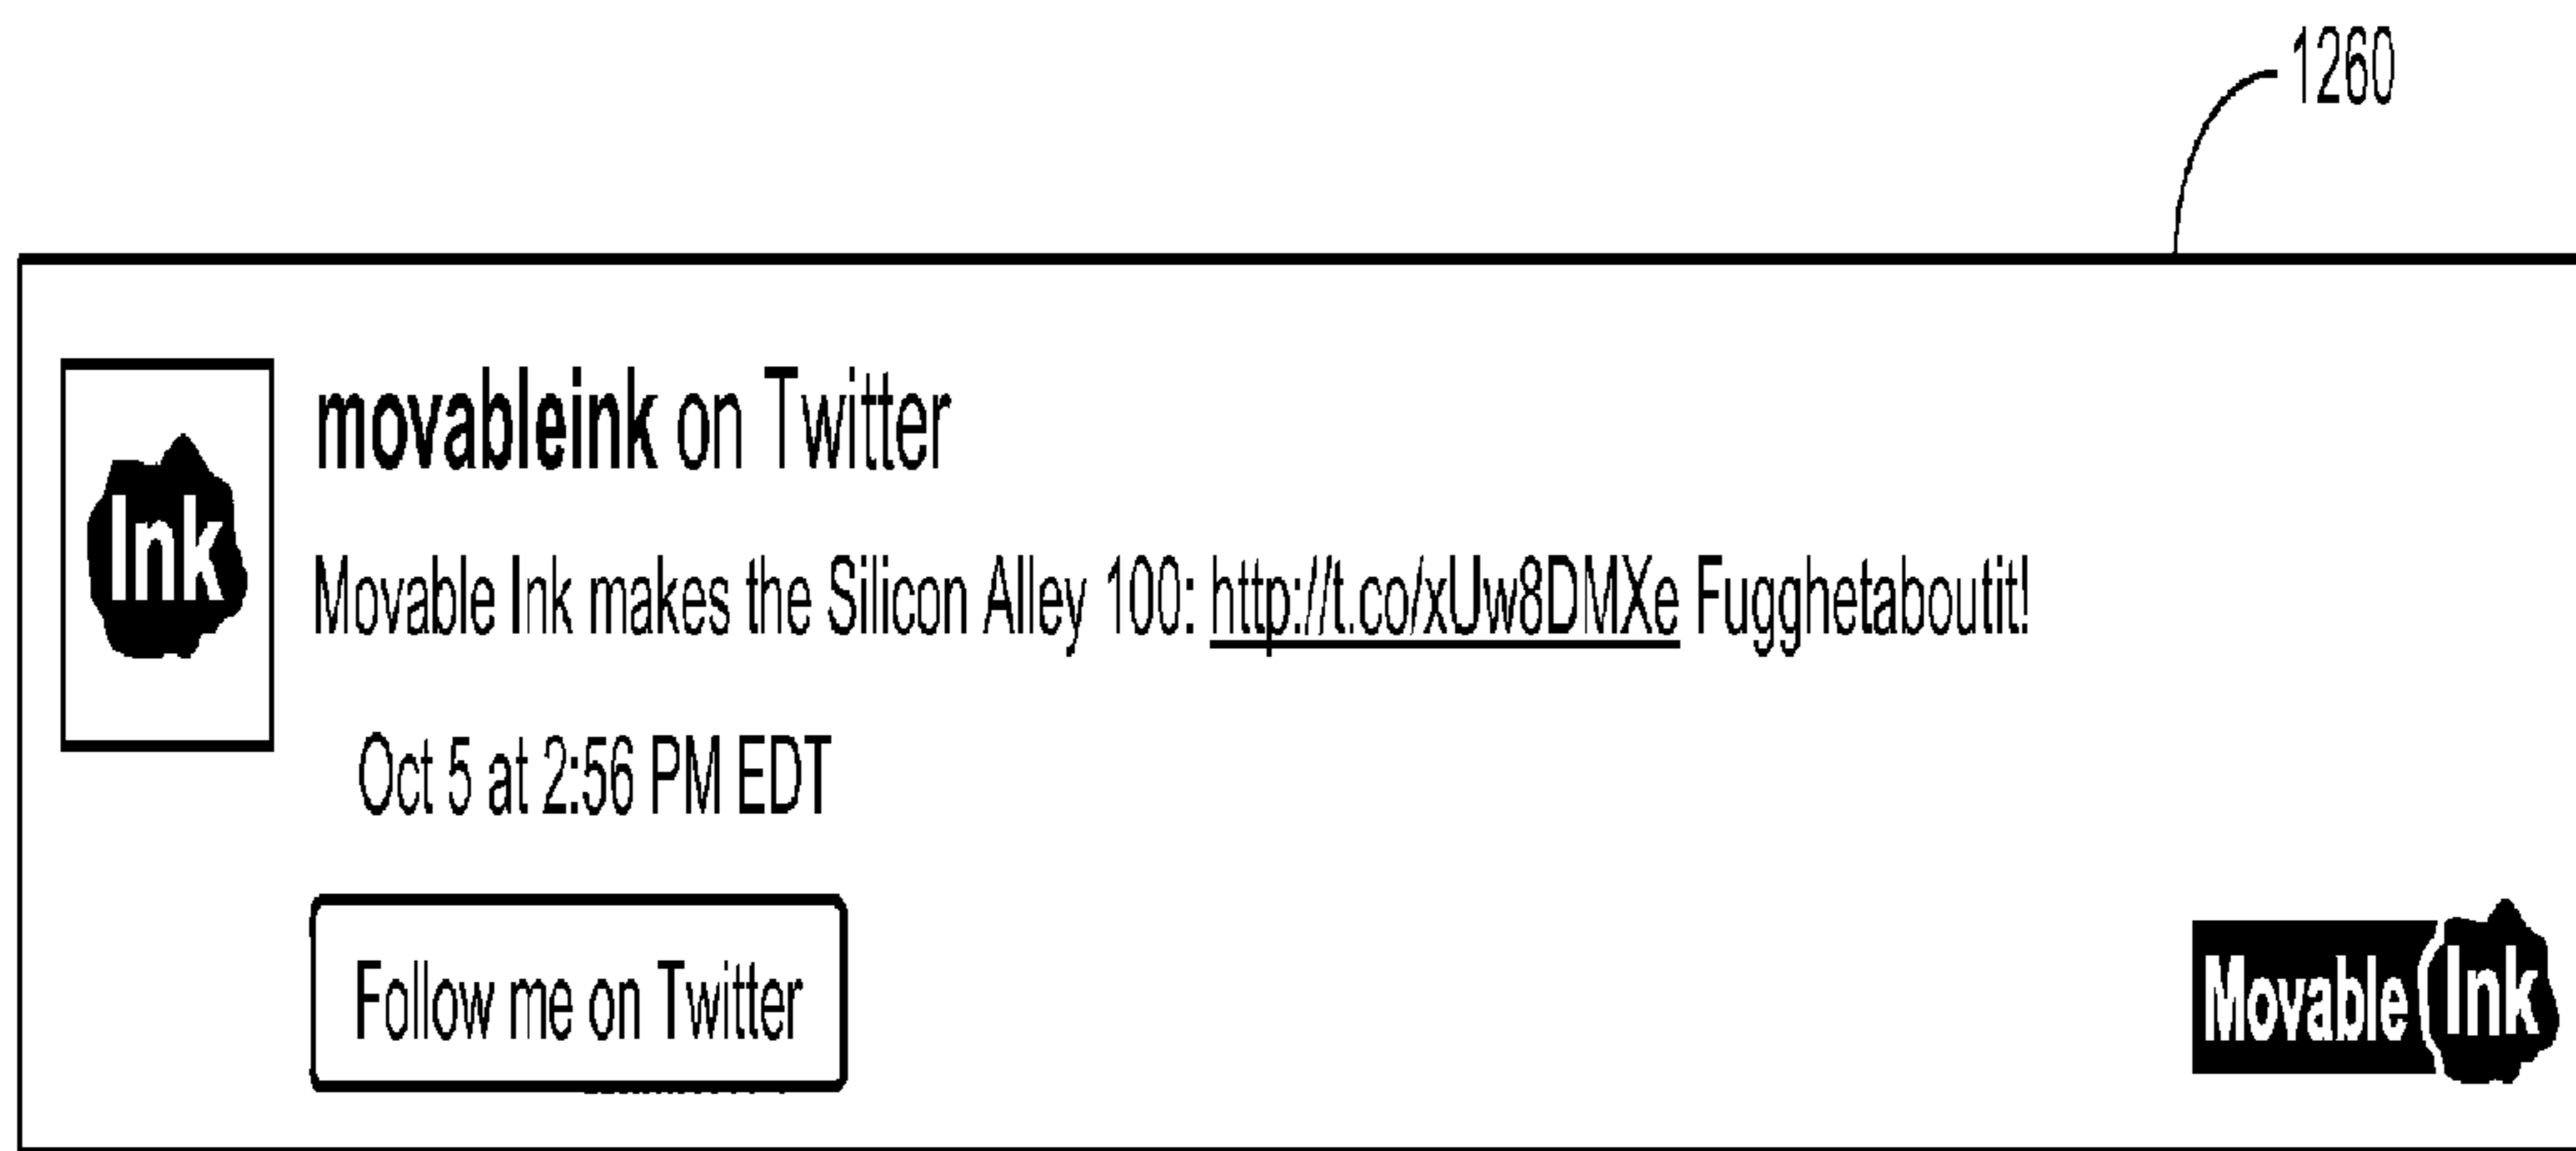 1260
movableink on Twitter
Ink
Movable Ink makes the Silicon Alley 100: http://t.co/xUw8DMXe Fugghetaboutit!
Oct 5 at 2:56 PM EDT
Follow me on Twitter
Movable Ink